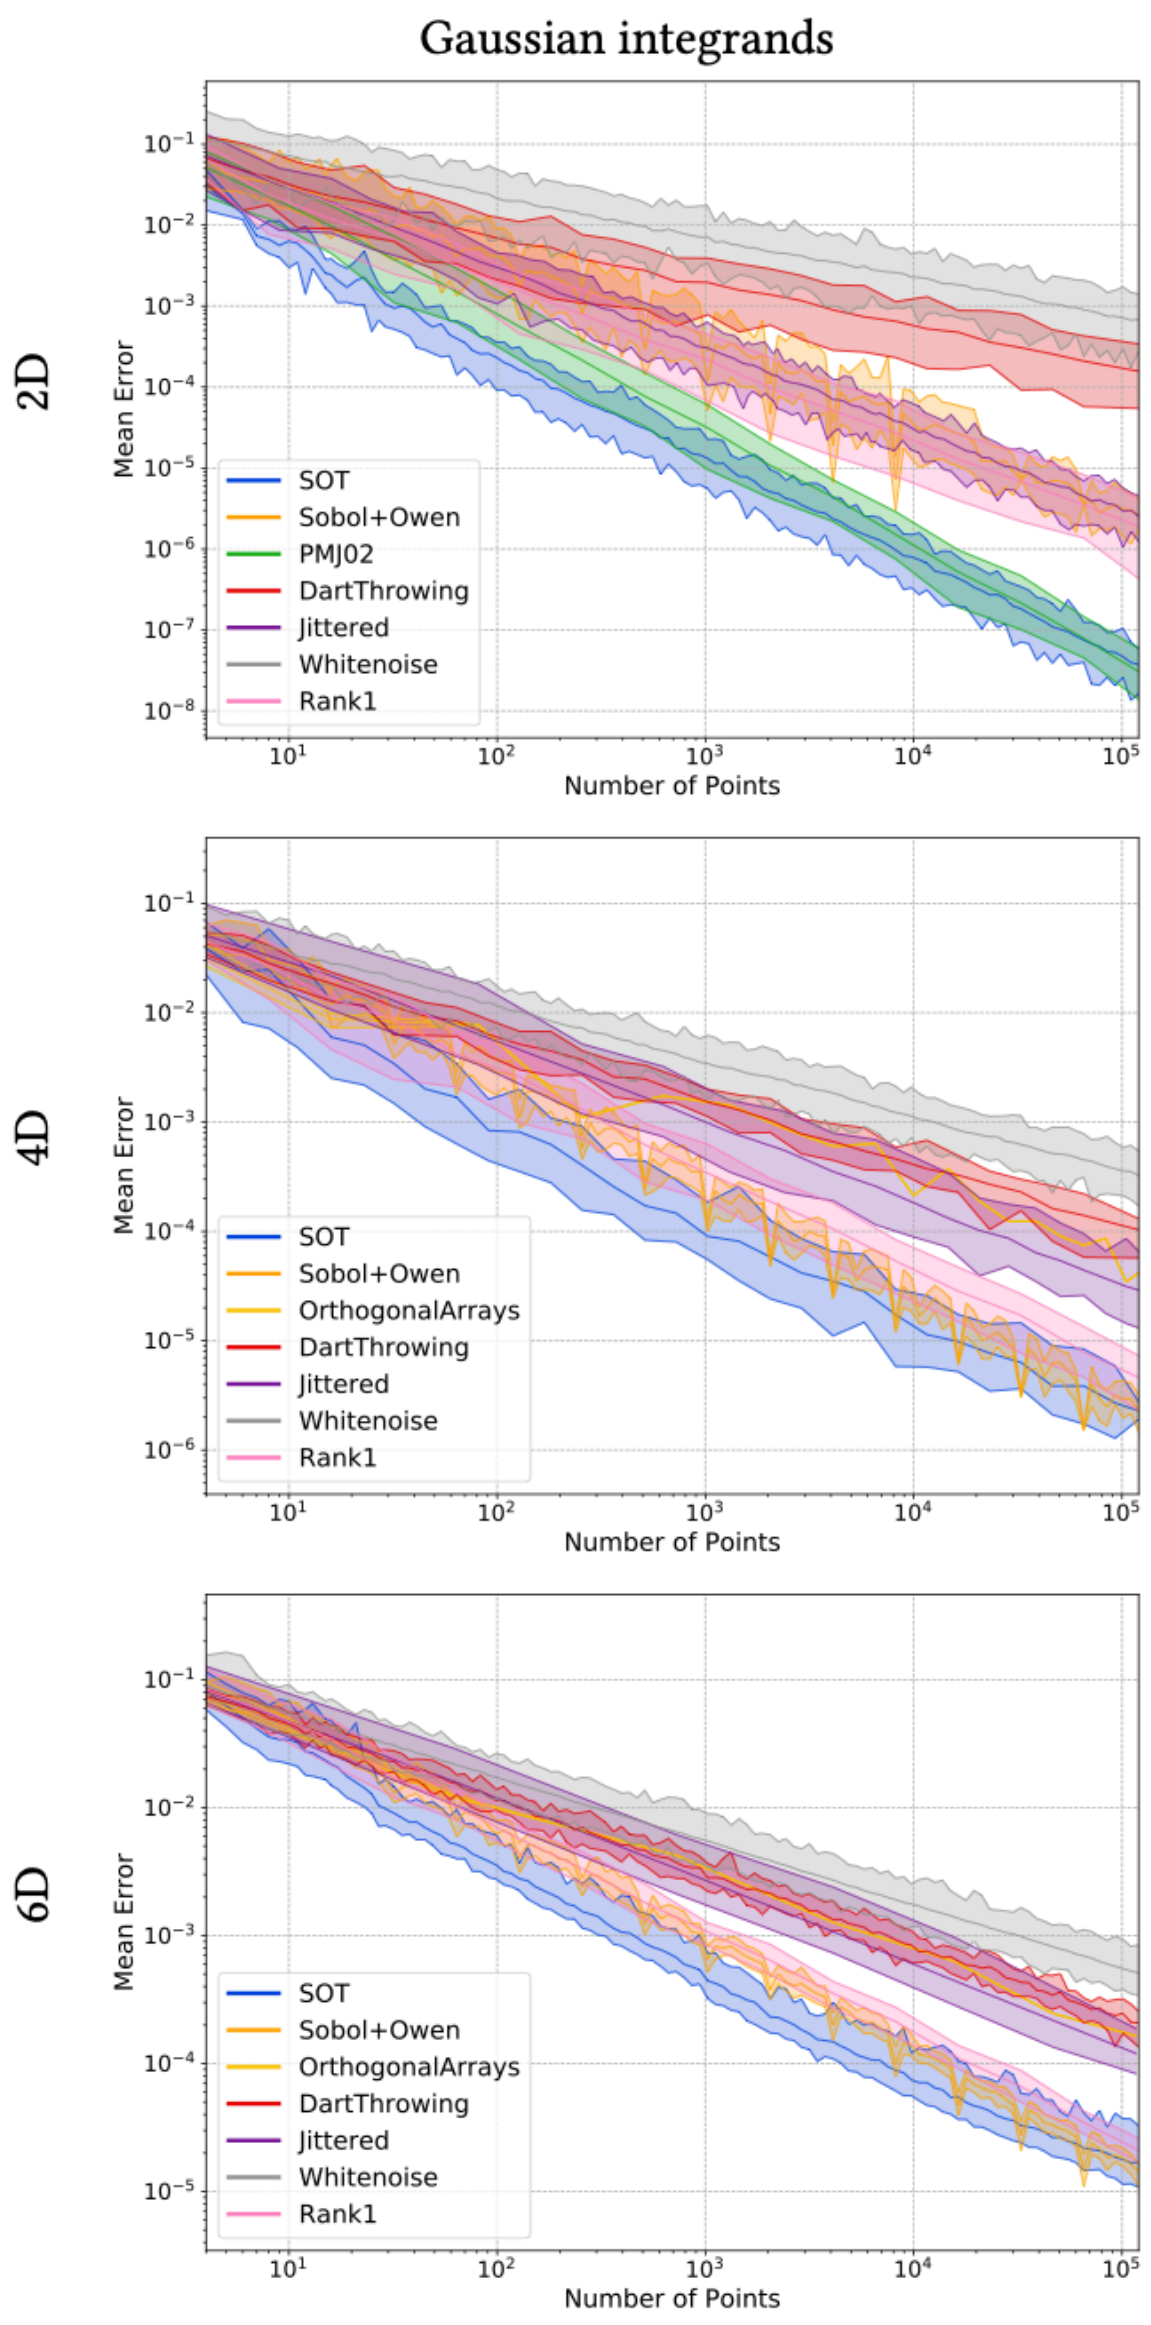 Gaussian integrands
2D
Mean Error
10⁻¹
10⁻²
10⁻³
10⁻⁴
10⁻⁵
10⁻⁶
10⁻⁷
10⁻⁸
SOT
Sobol+Owen
PMJ02
DartThrowing
Jittered
Whitenoise
Rank1
10¹ 10² 10³ 10⁴ 10⁵
Number of Points
4D
Mean Error
10⁻¹
10⁻²
10⁻³
10⁻⁴
10⁻⁵
10⁻⁶
SOT
Sobol+Owen
OrthogonalArrays
DartThrowing
Jittered
Whitenoise
Rank1
10¹ 10² 10³ 10⁴ 10⁵
Number of Points
6D
Mean Error
10⁻¹
10⁻²
10⁻³
10⁻⁴
10⁻⁵
SOT
Sobol+Owen
OrthogonalArrays
DartThrowing
Jittered
Whitenoise
Rank1
10¹ 10² 10³ 10⁴ 10⁵
Number of Points